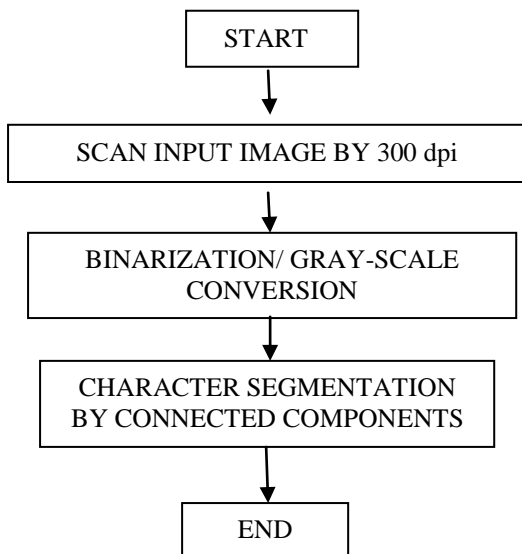 START
SCAN INPUT IMAGE BY 300 dpi
BINARIZATION/ GRAY-SCALE
CONVERSION
CHARACTER SEGMENTATION
BY CONNECTED COMPONENTS
END